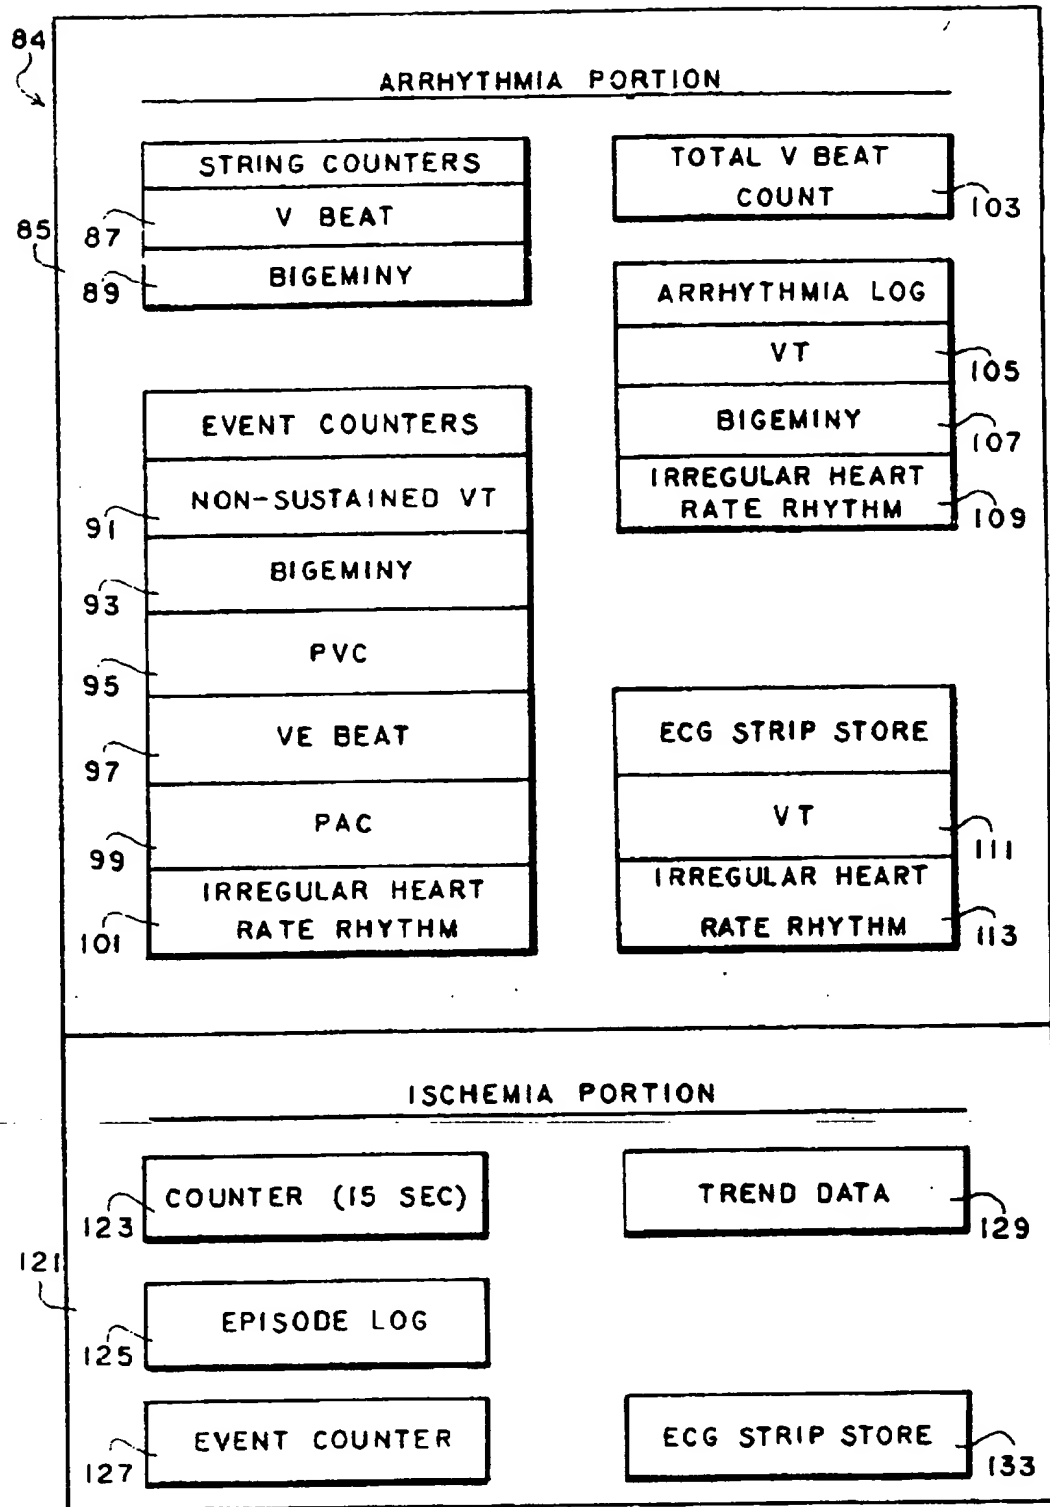 84
ARRHYTHMIA PORTION
STRING COUNTERS
V BEAT
87
85
BIGEMINY
89
TOTAL V BEAT
COUNT
103
ARRHYTHMIA LOG
VT
105
BIGEMINY
107
IRREGULAR HEART
RATE RHYTHM
109
EVENT COUNTERS
NON-SUSTAINED VT
91
BIGEMINY
93
PVC
95
VE BEAT
97
PAC
99
IRREGULAR HEART
RATE RHYTHM
101
ECG STRIP STORE
VT
111
IRREGULAR HEART
RATE RHYTHM
113
ISCHEMIA PORTION
COUNTER (15 SEC)
123
TREND DATA
129
121
EPISODE LOG
125
EVENT COUNTER
127
ECG STRIP STORE
133